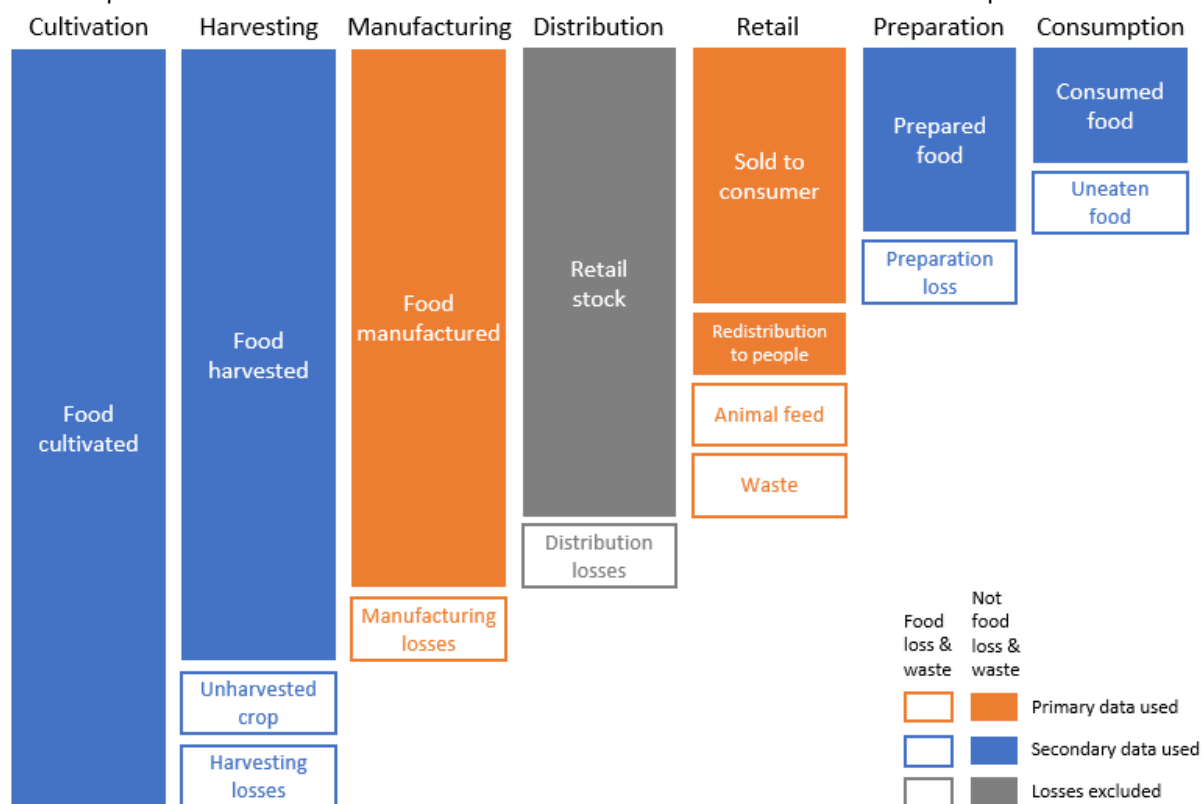 Cultivation
Harvesting
Manufacturing
Distribution
Retail
Preparation
Consumption
Food
cultivated
Food
harvested
Unharvested
crop
Harvesting
losses
Food
manufactured
Manufacturing
losses
Retail
stock
Distribution
losses
Sold to
consumer
Redistribution
to people
Animal feed
Waste
Prepared
food
Preparation
loss
Consumed
food
Uneaten
food
Food
loss &
waste
Not
food
loss &
waste
Primary data used
Secondary data used
Losses excluded